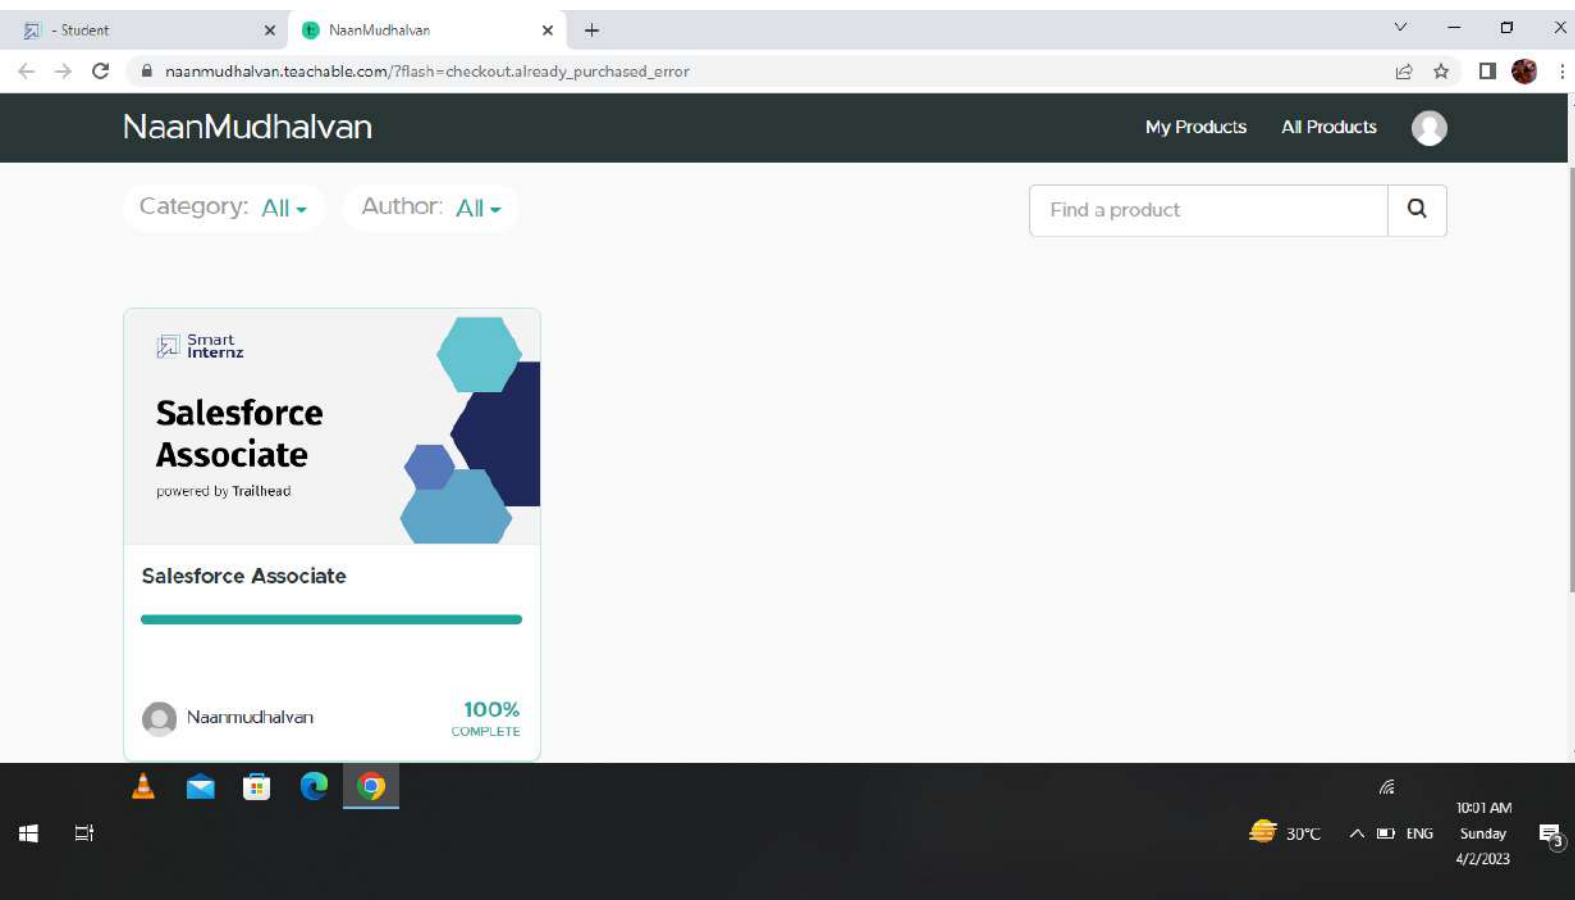 - Student
NaanMudhalvan
naanmudhalvan.teachable.com/?flash=checkout.already_purchased_error
NaanMudhalvan
My Products
All Products
Category: All
Author: All
Find a product
Smart
Internz
Salesforce
Associate
powered by Trailhead
Salesforce Associate
Naanmudhalvan
100%
COMPLETE
30°C
ENG
10:01 AM
Sunday
4/2/2023
3